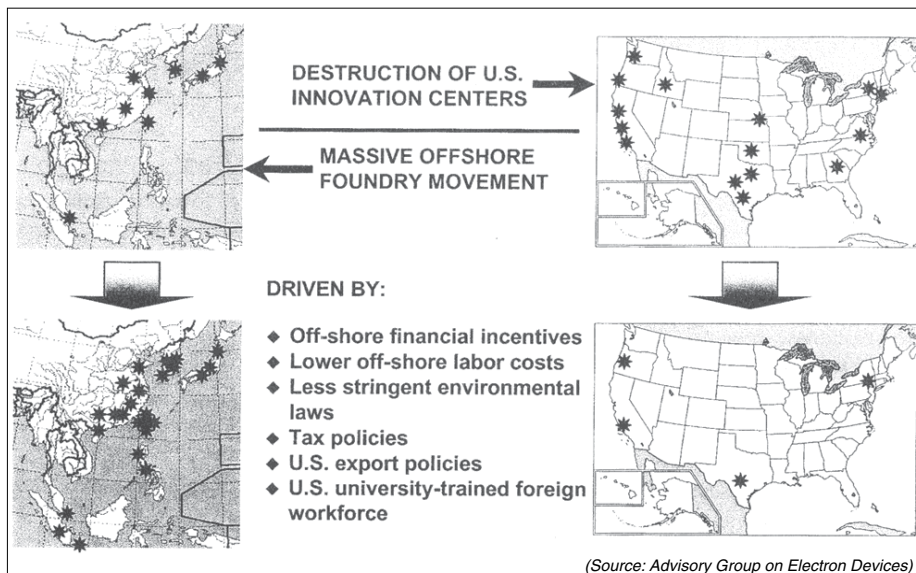 DESTRUCTION OF U.S.
INNOVATION CENTERS
MASSIVE OFFSHORE
FOUNDRY MOVEMENT
DRIVEN BY:
◆ Off-shore financial incentives
◆ Lower off-shore labor costs
◆ Less stringent environmental
laws
◆ Tax policies
◆ U.S. export policies
◆ U.S. university-trained foreign
workforce
(Source: Advisory Group on Electron Devices)